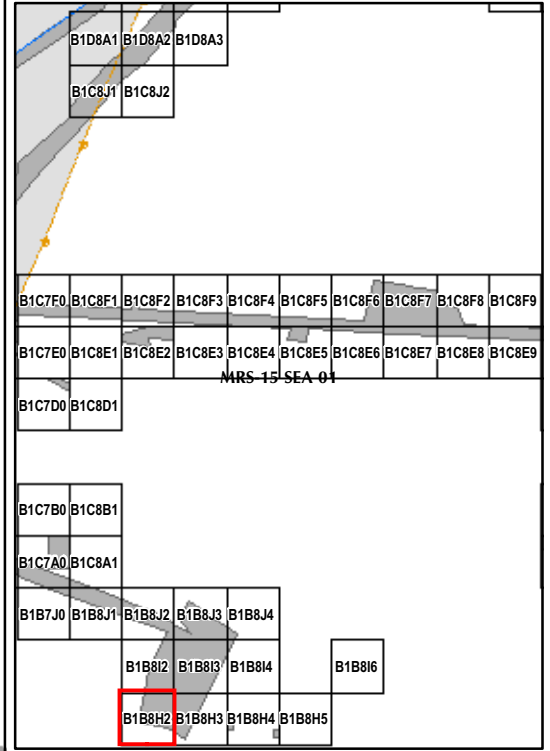 B1D8A1 B1D8A2 B1D8A3
B1C8J1 B1C8J2
B1C7F0 B1C8F1 B1C8F2 B1C8F3 B1C8F4 B1C8F5 B1C8F6 B1C8F7 B1C8F8 B1C8F9
B1C7E0 B1C8E1 B1C8E2 B1C8E3 B1C8E4 B1C8E5 B1C8E6 B1C8E7 B1C8E8 B1C8E9
MRS-15 SEA 01
B1C7D0 B1C8D1
B1C7B0 B1C8B1
B1C7A0 B1C8A1
B1B7J0 B1B8J1 B1B8J2 B1B8J3 B1B8J4
B1B8I2 B1B8I3 B1B8I4 B1B8I6
B1B8H2 B1B8H3 B1B8H4 B1B8H5